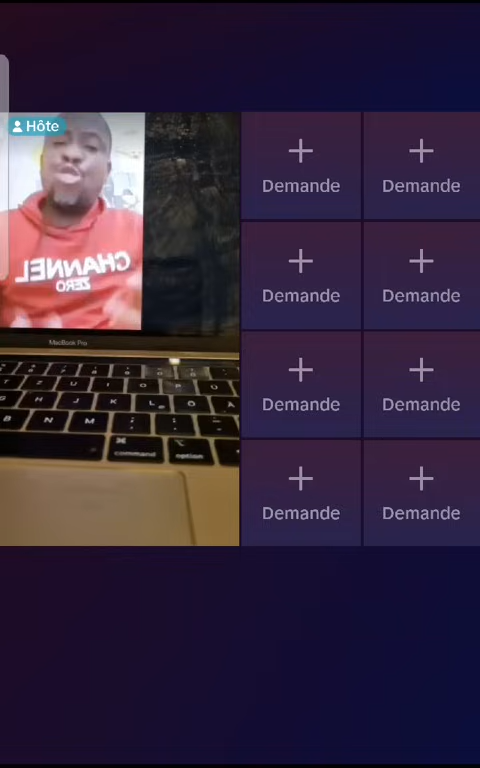 Hôte
CHANNEL
ZERO
MacBook Pro
Demande
Demande
Demande
Demande
Demande
Demande
Demande
Demande
T Z U I O P Ü
G H J K L Ö Ä
B N M ; : _
⌘
command
⌥
option